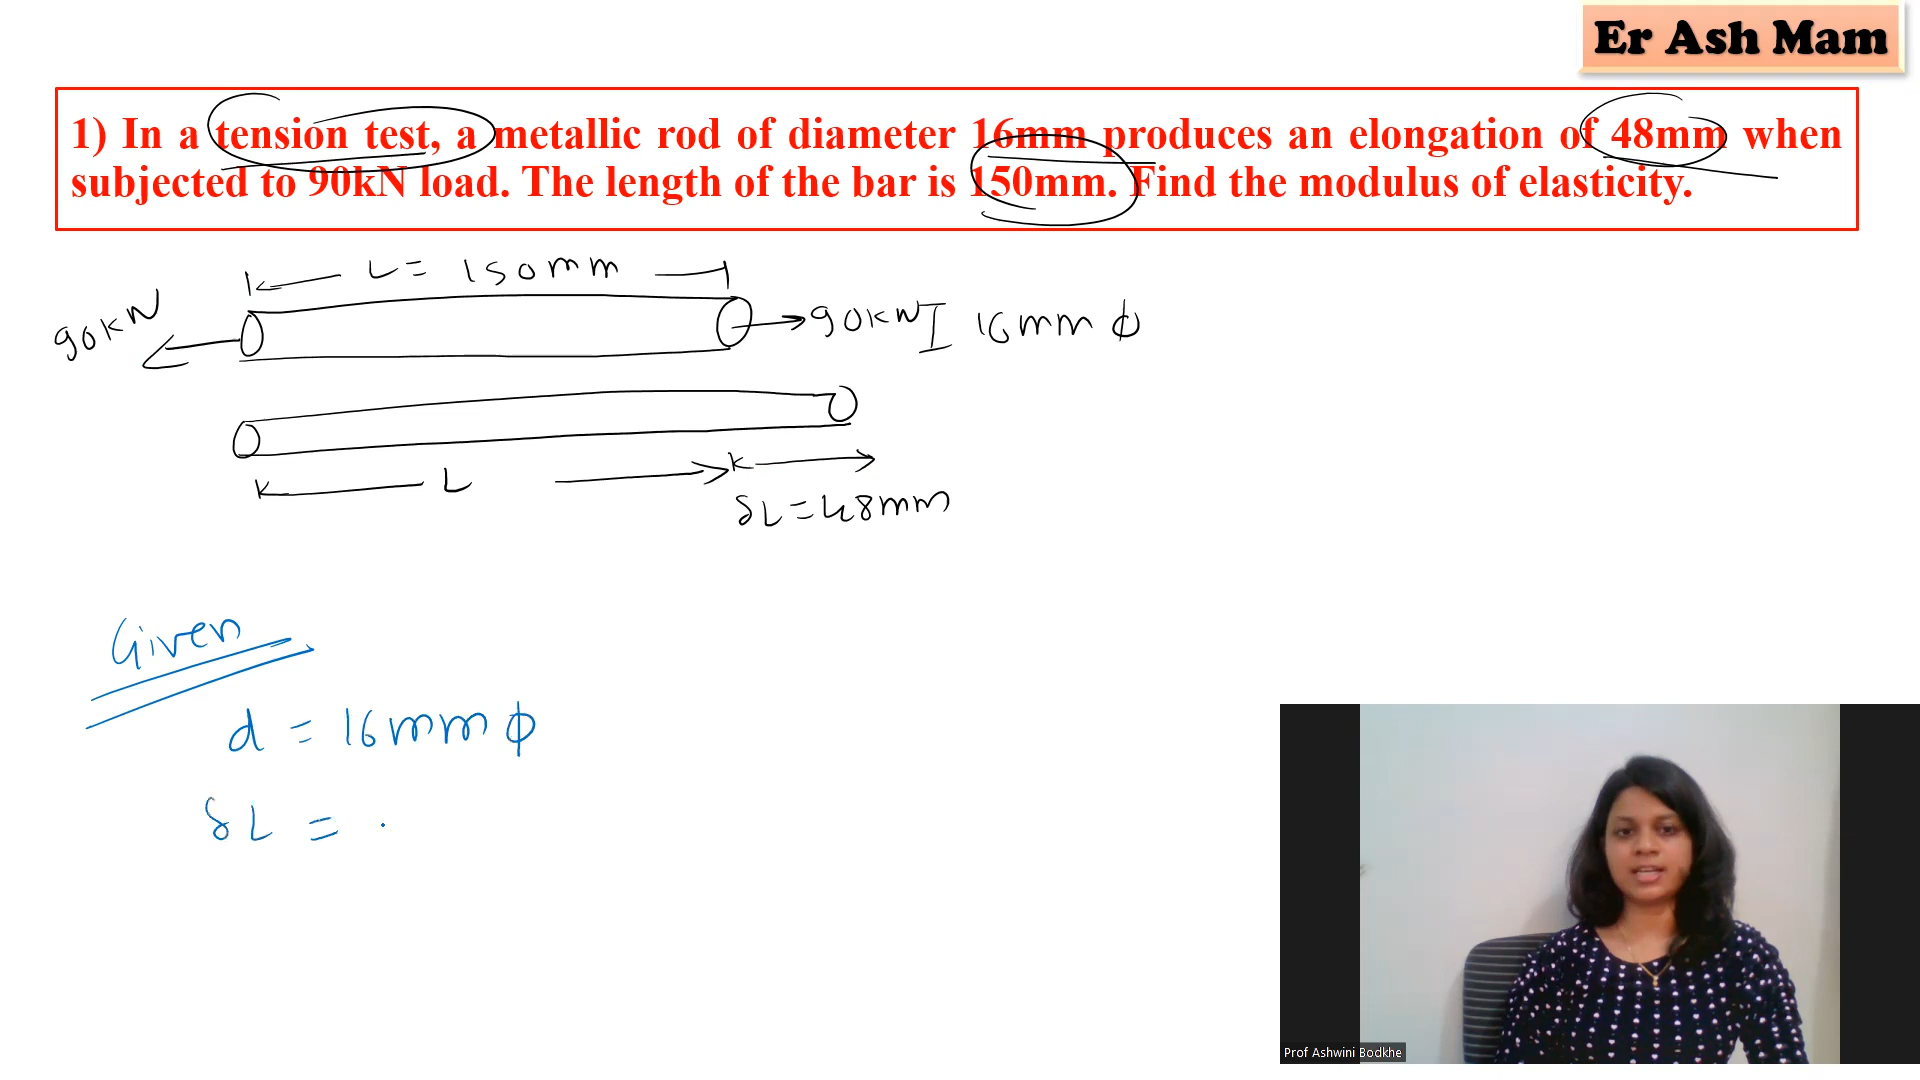 Er Ash Mam
1) In a tension test, a metallic rod of diameter 16mm produces an elongation of 48mm when
subjected to 90kN load. The length of the bar is 150mm. Find the modulus of elasticity.
L = 150mm
90kN
90kN
16mm ϕ
L
δL = 48mm
Given
d = 16mm ϕ
δL = .
Prof Ashwini Bodkhe